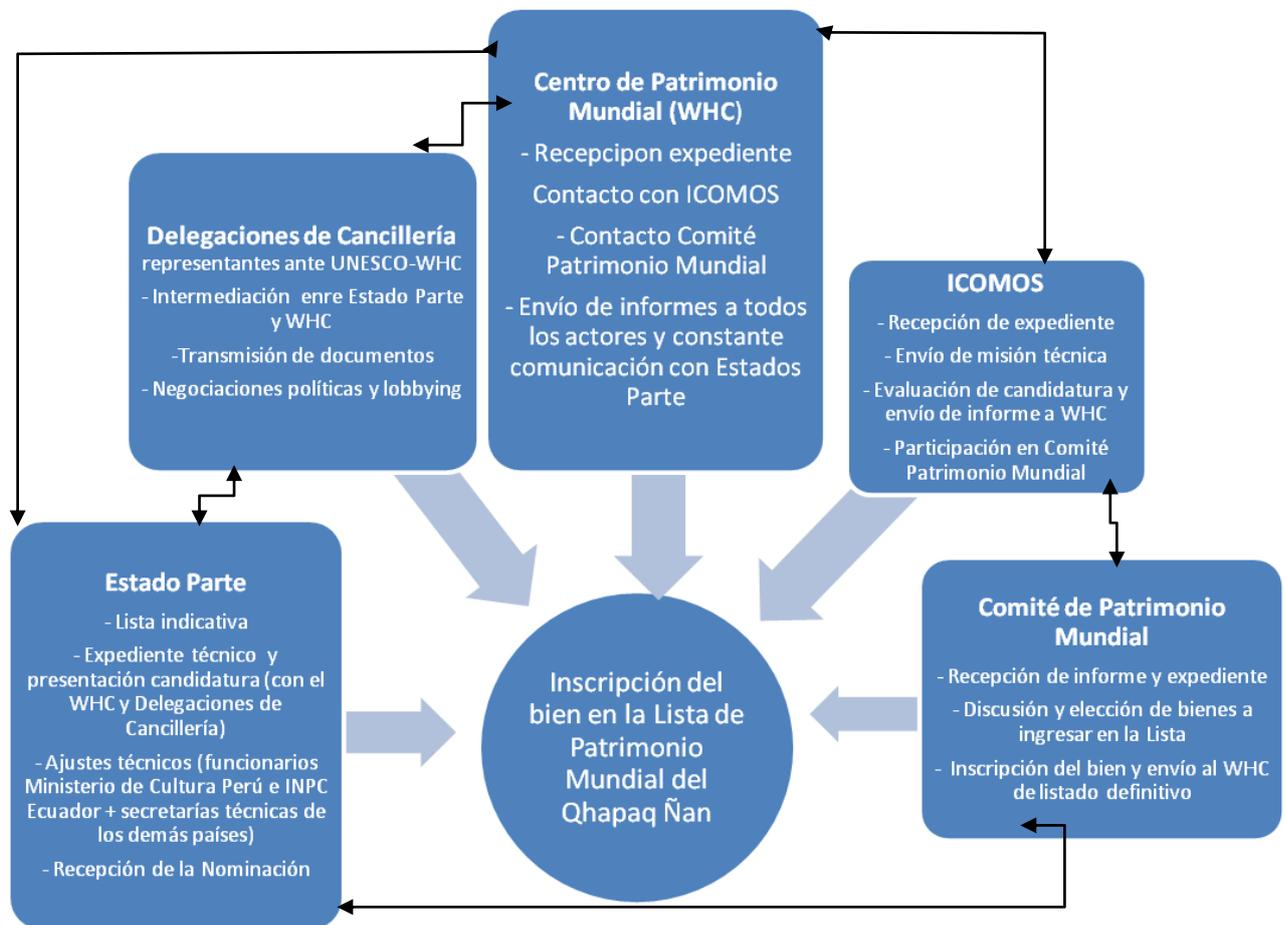 Centro de Patrimonio
Mundial (WHC)
- Recepcipon expediente
Contacto con ICOMOS
- Contacto Comité
Patrimonio Mundial
- Envío de informes a todos
los actores y constante
comunicación con Estados
Parte
Delegaciones de Cancillería
representantes ante UNESCO-WHC
- Intermediación enre Estado Parte
y WHC
-Transmisión de documentos
- Negociaciones políticas y lobbying
ICOMOS
- Recepción de expediente
- Envío de misión técnica
- Evaluación de candidatura y
envío de informe a WHC
- Participación en Comité
Patrimonio Mundial
Estado Parte
- Lista indicativa
- Expediente técnico y
presentación candidatura (con el
WHC y Delegaciones de
Cancillería)
- Ajustes técnicos (funcionarios
Ministerio de Cultura Perú e INPC
Ecuador + secretarías técnicas de
los demás países)
- Recepción de la Nominación
Inscripción del
bien en la Lista de
Patrimonio
Mundial del
Qhapaq Ñan
Comité de Patrimonio
Mundial
- Recepción de informe y expediente
- Discusión y elección de bienes a
ingresar en la Lista
- Inscripción del bien y envío al WHC
de listado definitivo